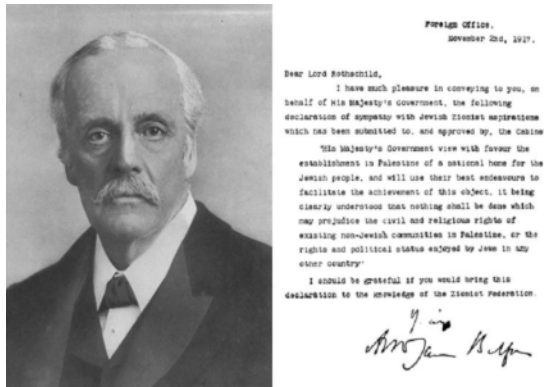 Foreign Office.
November 2nd, 1917.
Dear Lord Rothschild,
I have much pleasure in conveying to you, on
behalf of His Majesty's Government, the following
declaration of sympathy with Jewish Zionist aspirations
which has been submitted to, and approved by, the Cabine
"His Majesty's Government view with favour the
establishment in Palestine of a national home for the
Jewish people, and will use their best endeavours to
facilitate the achievement of this object, it being
clearly understood that nothing shall be done which
may prejudice the civil and religious rights of
existing non-Jewish communities in Palestine, or the
rights and political status enjoyed by Jews in any
other country"
I should be grateful if you would bring this
declaration to the knowledge of the Zionist Federation.